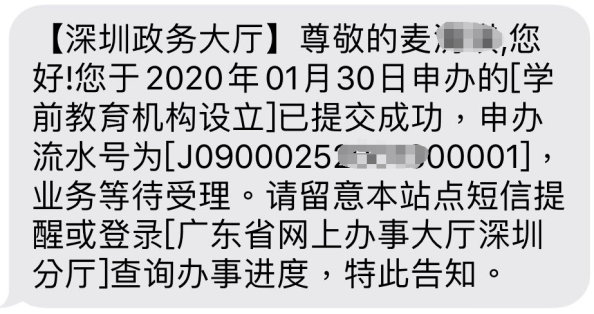 【深圳政务大厅】尊敬的麦,您
好!您于2020年01月30日申办的[学
前教育机构设立]已提交成功，申办
流水号为[J09000252 00001]，
业务等待受理。请留意本站点短信提
醒或登录[广东省网上办事大厅深圳
分厅]查询办事进度，特此告知。